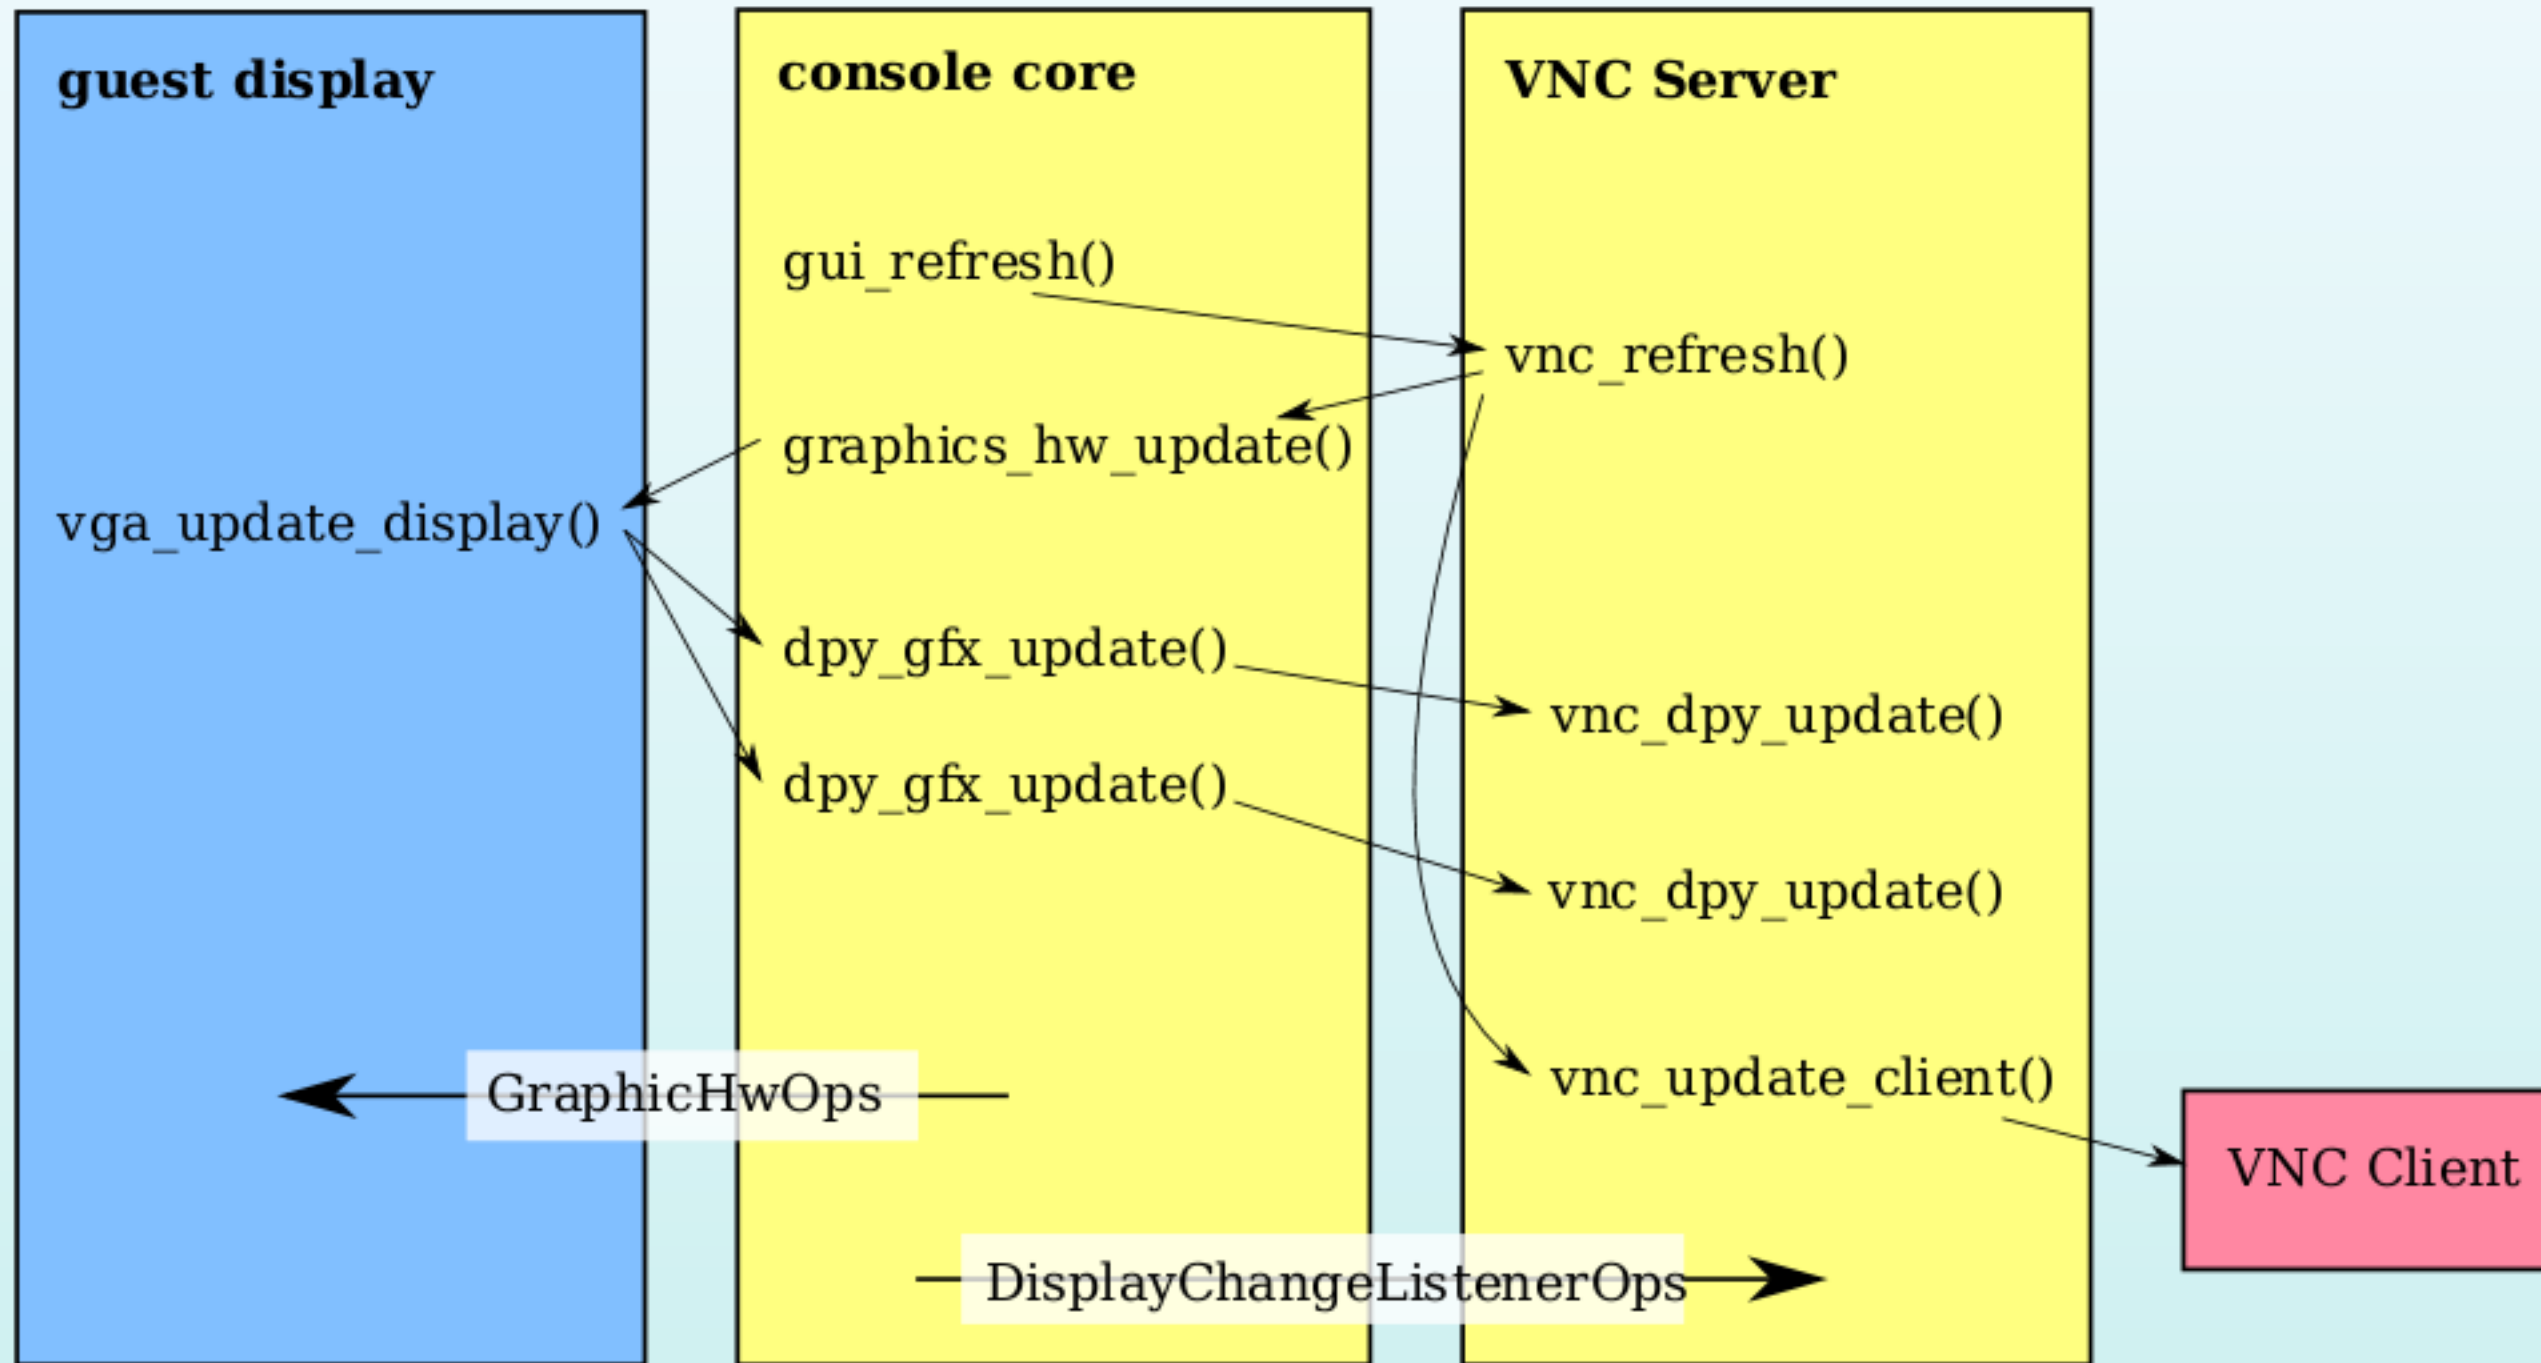 guest display
console core
VNC Server
gui_refresh()
vnc_refresh()
graphics_hw_update()
vga_update_display()
dpy_gfx_update()
vnc_dpy_update()
dpy_gfx_update()
vnc_dpy_update()
vnc_update_client()
GraphicHwOps
VNC Client
DisplayChangeListenerOps